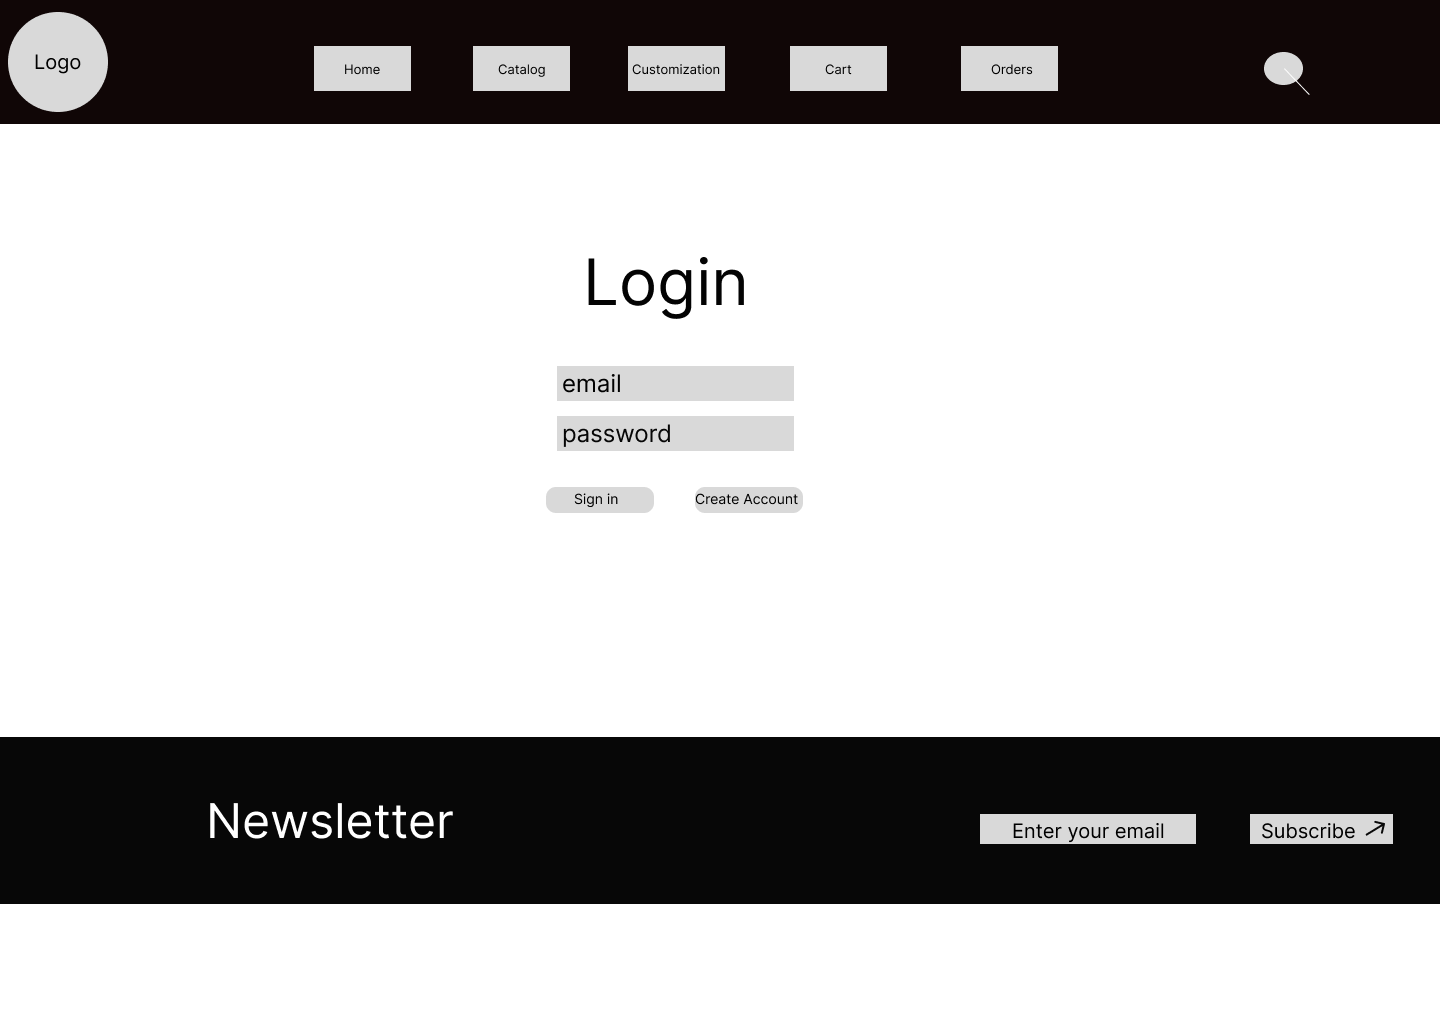 Logo
Home
Catalog
Customization
Cart
Orders
Login
email
password
Sign in
Create Account
Newsletter
Enter your email
Subscribe